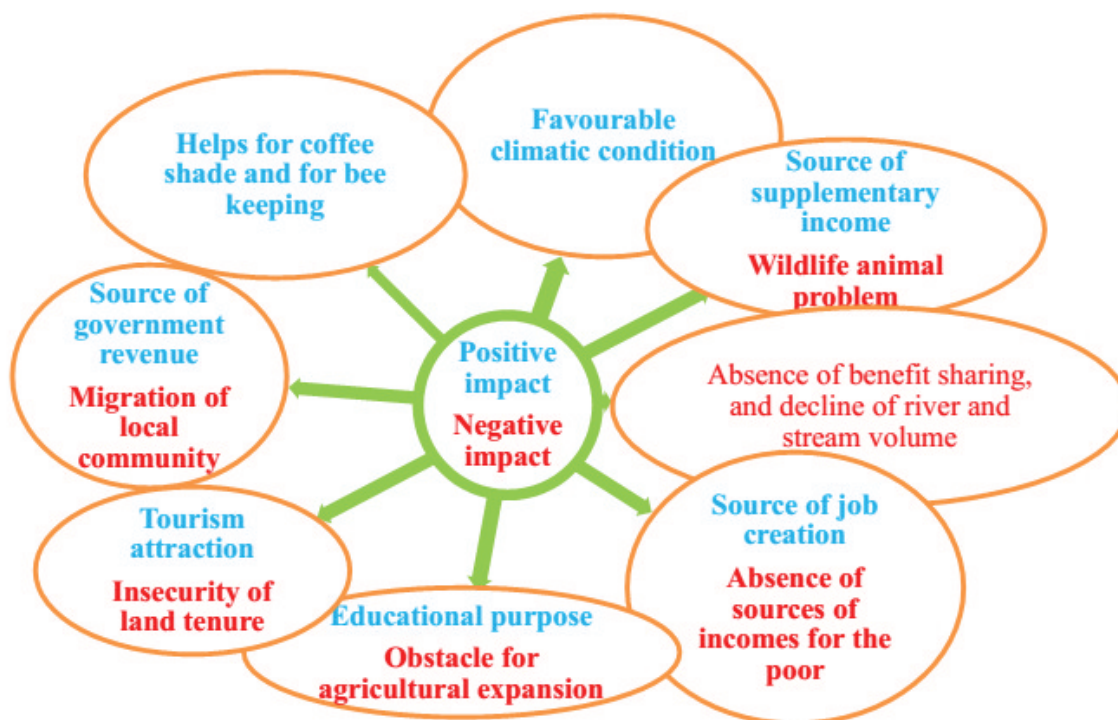 Favourable
climatic condition
Helps for coffee
shade and for bee
keeping
Source of
supplementary
income
Wildlife animal
problem
Source of
government
revenue
Migration of
local
community
Positive
impact
Negative
impact
Absence of benefit sharing,
and decline of river and
stream volume
Tourism
attraction
Insecurity of
land tenure
Source of job
creation
Absence of
sources of
incomes for the
poor
Educational purpose
Obstacle for
agricultural expansion